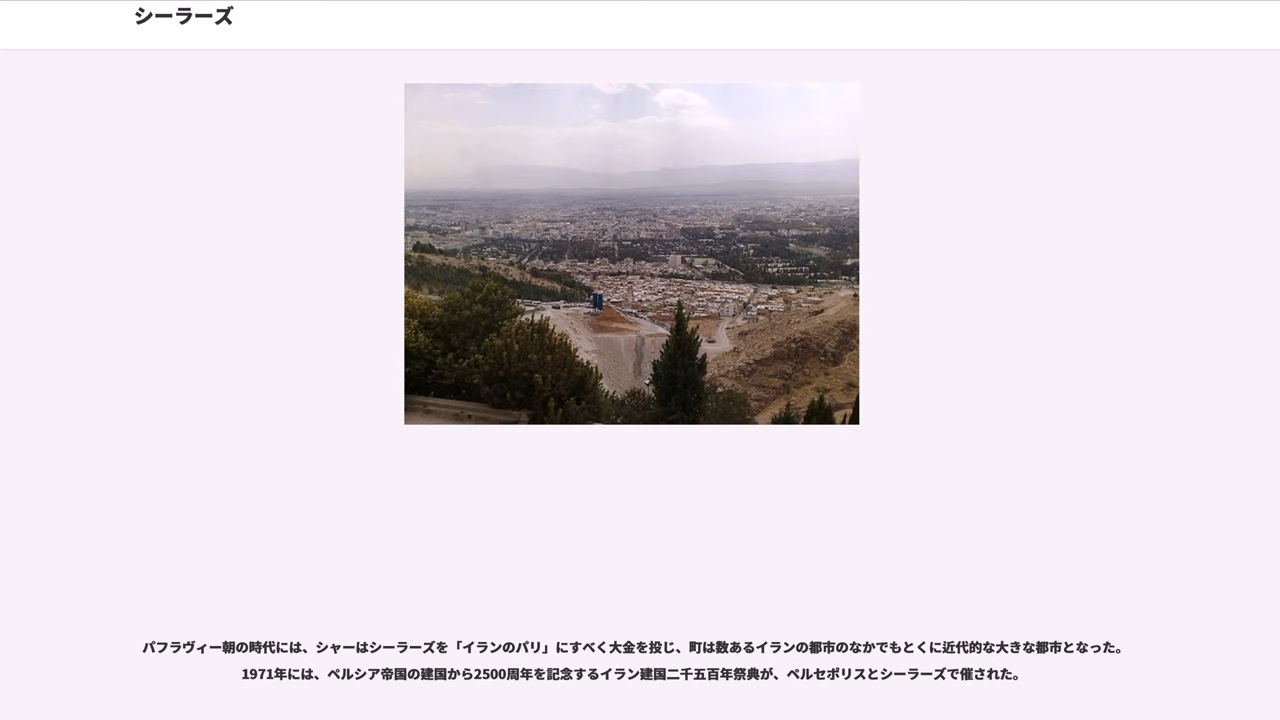 シーラーズ
パフラヴィー朝の時代には、シャーはシーラーズを「イランのパリ」にすべく大金を投じ、町は数あるイランの都市のなかでもとくに近代的な大きな都市となった。
1971年には、ペルシア帝国の建国から2500周年を記念するイラン建国二千五百年祭典が、ペルセポリスとシーラーズで催された。